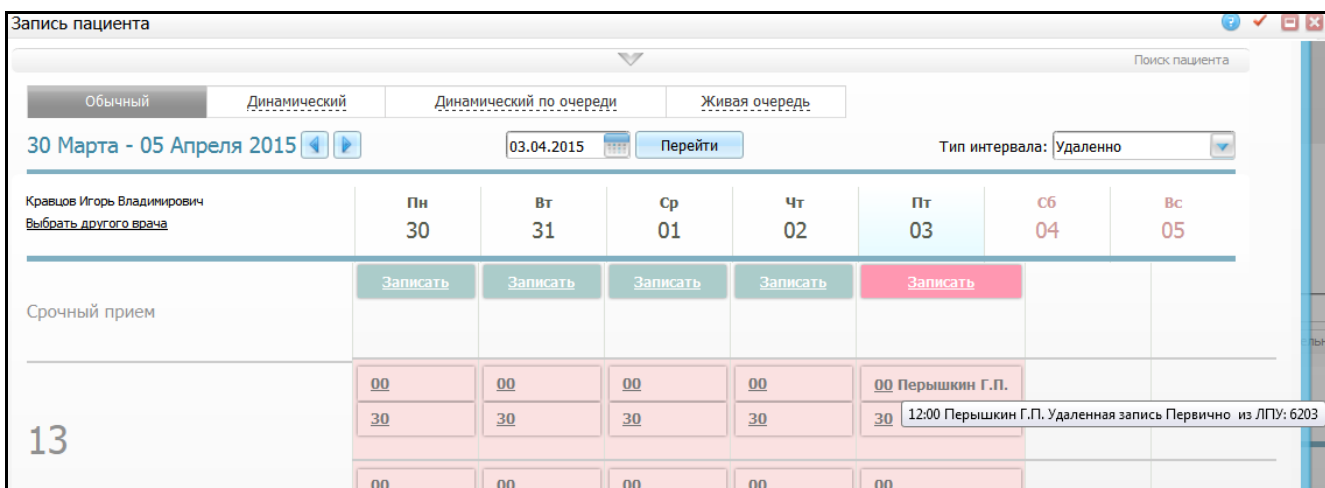 Запись пациента
Поиск пациента
Обычный Динамический Динамический по очереди Живая очередь
30 Марта - 05 Апреля 2015 03.04.2015 Перейти Тип интервала: Удаленно
Кравцов Игорь Владимирович
Выбрать другого врача
Пн Вт Ср Чт Пт Сб Вс
30 31 01 02 03 04 05
Записать Записать Записать Записать Записать
Срочный прием
00 00 00 00 00 Перышкин Г.П.
30 30 30 30 30 12:00 Перышкин Г.П. Удаленная запись Первично из ЛПУ: 6203
13
00 00 00 00 00